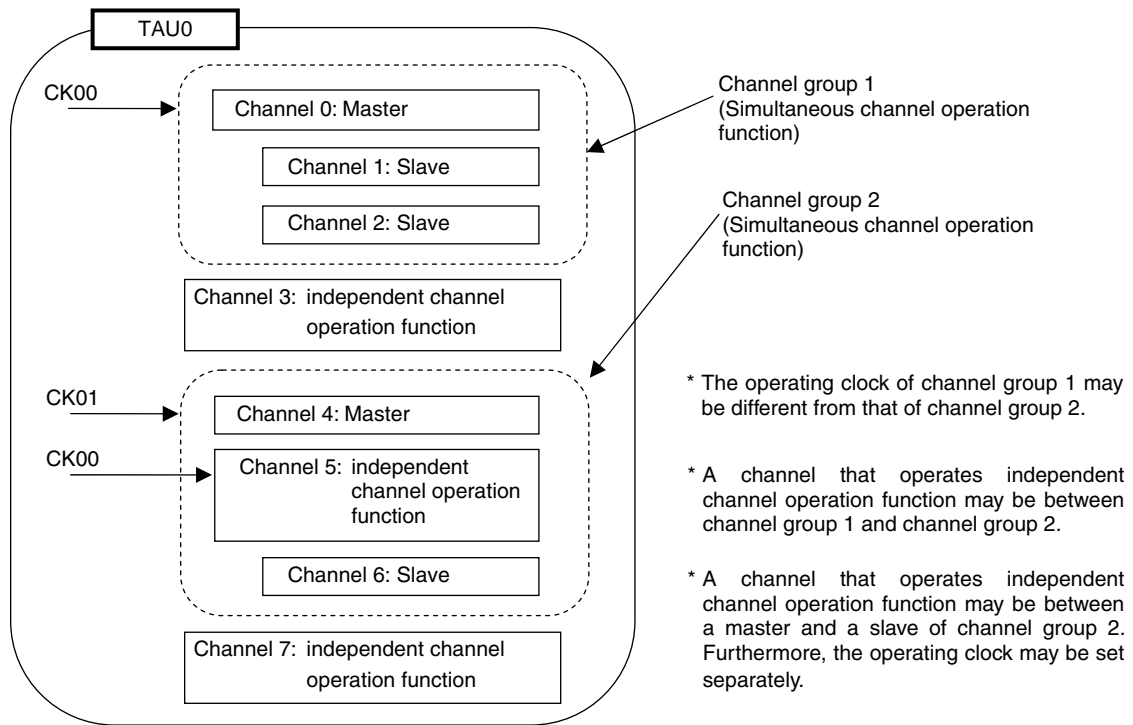 TAU0
CK00
Channel 0: Master
Channel 1: Slave
Channel 2: Slave
Channel group 1
(Simultaneous channel operation
function)
Channel group 2
(Simultaneous channel operation
function)
Channel 3: independent channel
operation function
CK01
Channel 4: Master
CK00
Channel 5: independent
channel operation
function
Channel 6: Slave
Channel 7: independent channel
operation function
* The operating clock of channel group 1 may
be different from that of channel group 2.
* A channel that operates independent
channel operation function may be between
channel group 1 and channel group 2.
* A channel that operates independent
channel operation function may be between
a master and a slave of channel group 2.
Furthermore, the operating clock may be set
separately.